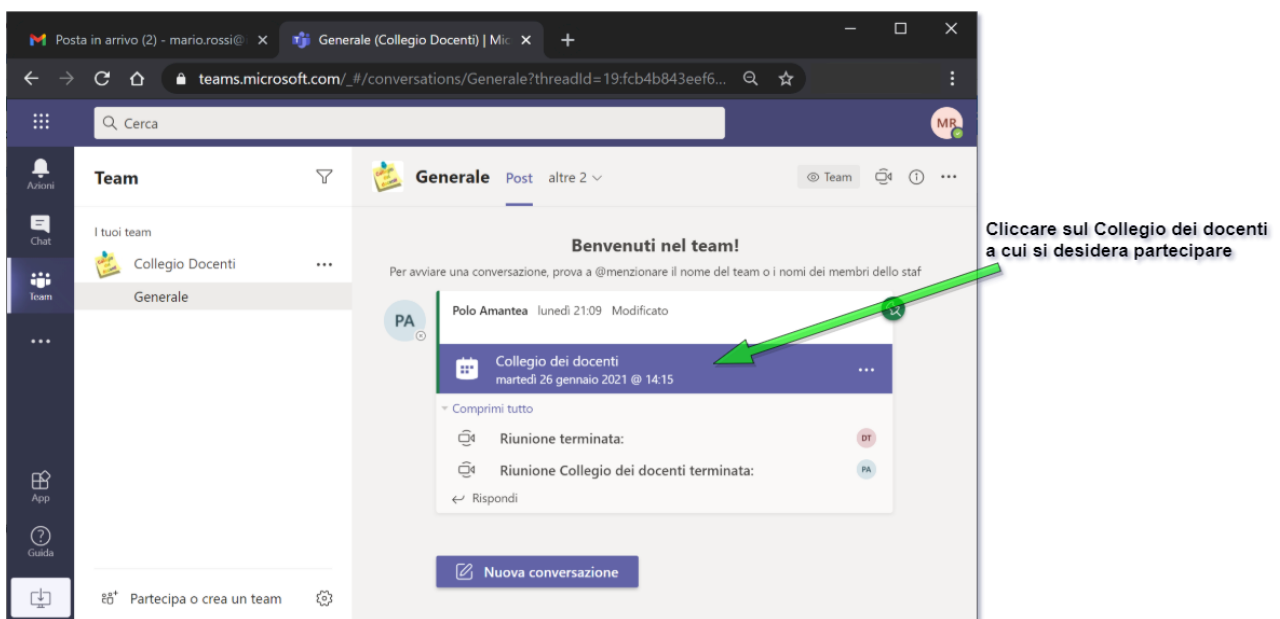 Posta in arrivo (2) - mario.rossi@
Generale (Collegio Docenti) | Mic
teams.microsoft.com/_#/conversations/Generale?threadId=19:fcb4b843eef6...
Cerca
MR
Azioni
Chat
Team
App
Guida
Team
I tuoi team
Collegio Docenti
Generale
Partecipa o crea un team
Generale Post altre 2
Team
Benvenuti nel team!
Per avviare una conversazione, prova a @menzionare il nome del team o i nomi dei membri dello staf
PA
Polo Amantea lunedì 21:09 Modificato
Collegio dei docenti
martedì 26 gennaio 2021 @ 14:15
Comprimi tutto
Riunione terminata:
DT
Riunione Collegio dei docenti terminata:
PA
Rispondi
Nuova conversazione
Cliccare sul Collegio dei docenti
a cui si desidera partecipare